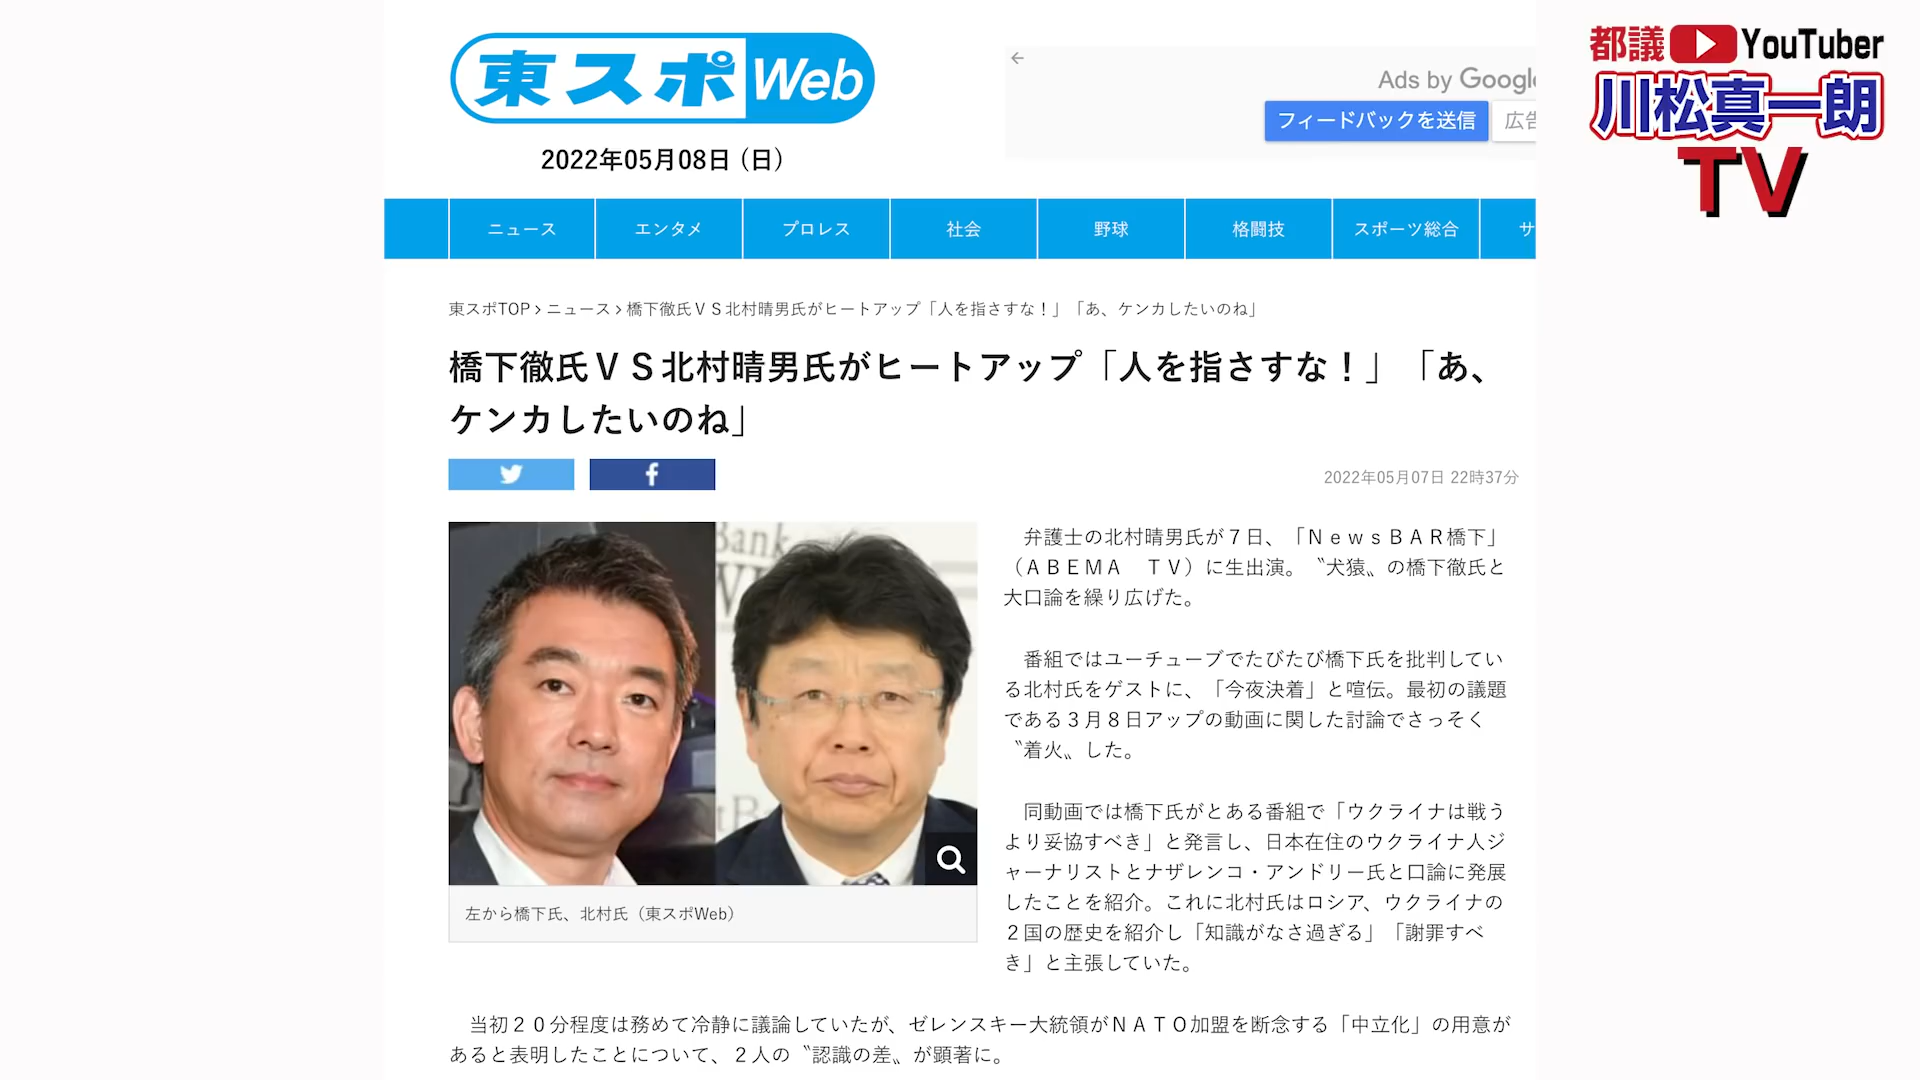 東スポWeb
2022年05月08日 (日)
Ads by Google
フィードバックを送信
広告
都議 YouTuber
川松真一朗
TV
ニュース エンタメ プロレス 社会 野球 格闘技 スポーツ総合 サ
東スポTOP › ニュース › 橋下徹氏ＶＳ北村晴男氏がヒートアップ「人を指さすな！」「あ、ケンカしたいのね」
橋下徹氏ＶＳ北村晴男氏がヒートアップ「人を指さすな！」「あ、
ケンカしたいのね」
2022年05月07日 22時37分
Bank
左から橋下氏、北村氏（東スポWeb）
弁護士の北村晴男氏が７日、「ＮｅｗｓＢＡＲ橋下」
（ＡＢＥＭＡ　ＴＶ）に生出演。〝犬猿〟の橋下徹氏と
大口論を繰り広げた。
番組ではユーチューブでたびたび橋下氏を批判してい
る北村氏をゲストに、「今夜決着」と喧伝。最初の議題
である３月８日アップの動画に関した討論でさっそく
〝着火〟した。
同動画では橋下氏がとある番組で「ウクライナは戦う
より妥協すべき」と発言し、日本在住のウクライナ人ジ
ャーナリストとナザレンコ・アンドリー氏と口論に発展
したことを紹介。これに北村氏はロシア、ウクライナの
２国の歴史を紹介し「知識がなさ過ぎる」「謝罪すべ
き」と主張していた。
当初２０分程度は務めて冷静に議論していたが、ゼレンスキー大統領がＮＡＴＯ加盟を断念する「中立化」の用意が
あると表明したことについて、２人の〝認識の差〟が顕著に。